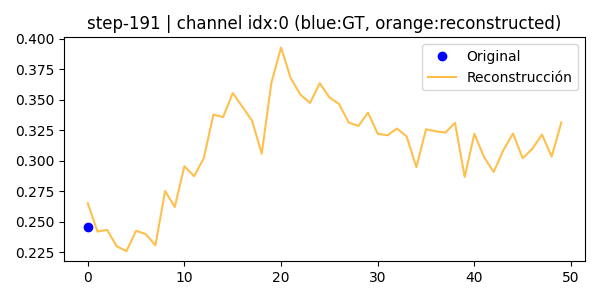 step-191 | channel idx:0 (blue:GT, orange:reconstructed)
0.400
0.375
0.350
0.325
0.300
0.275
0.250
0.225
Original
Reconstrucción
0 10 20 30 40 50